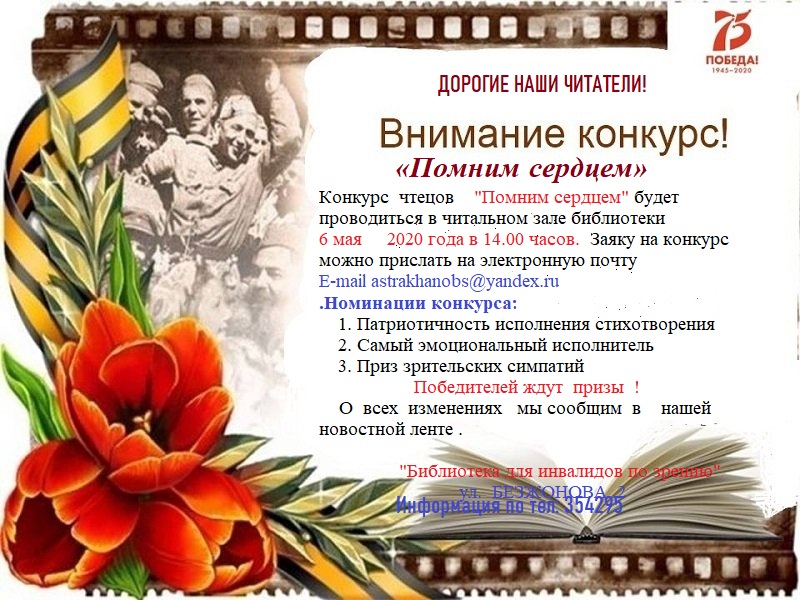 75
ПОБЕДА!
1945–2020
ДОРОГИЕ НАШИ ЧИТАТЕЛИ!
Внимание конкурс!
«Помним сердцем»
Конкурс чтецов "Помним сердцем" будет
проводиться в читальном зале библиотеки
6 мая 2020 года в 14.00 часов. Заяку на конкурс
можно прислать на электронную почту
E-mail astrakhanobs@yandex.ru
.Номинации конкурса:
1. Патриотичность исполнения стихотворения
2. Самый эмоциональный исполнитель
3. Приз зрительских симпатий
Победителей ждут призы !
О всех изменениях мы сообщим в нашей
новостной ленте .
"Библиотека для инвалидов по зрению"
ул. БЕЗЖОНОВА, 2
Информация по тел. 354295